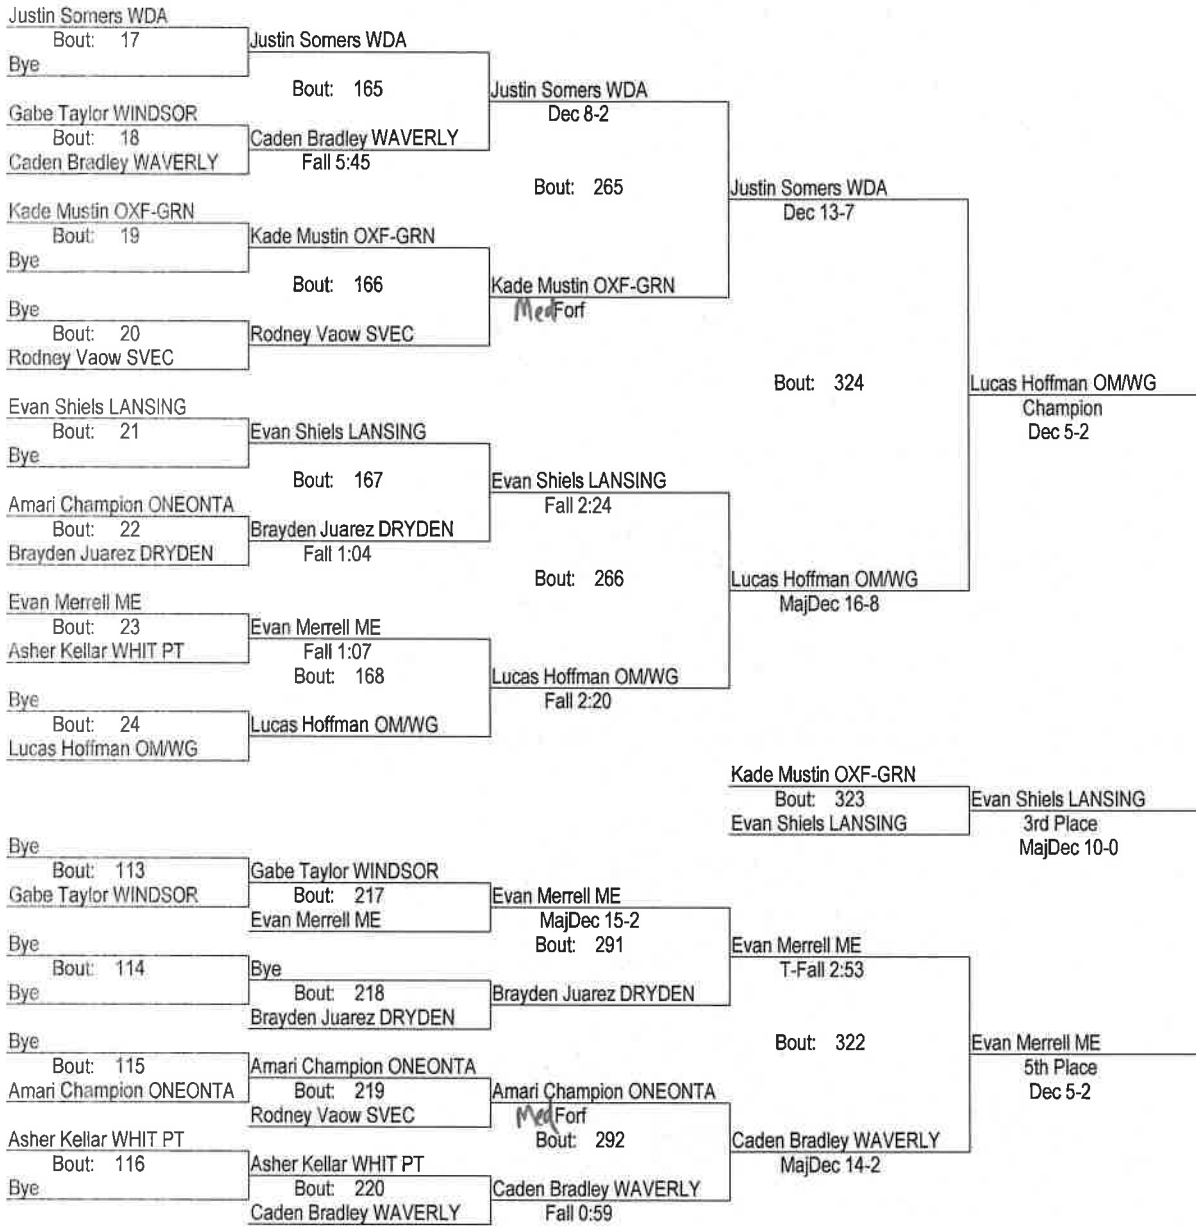 Justin Somers WDA
Bout: 17
Bye
Justin Somers WDA
Bout: 165
Gabe Taylor WINDSOR
Bout: 18
Caden Bradley WAVERLY
Caden Bradley WAVERLY
Fall 5:45
Justin Somers WDA
Dec 8-2
Bout: 265
Kade Mustin OXF-GRN
Bout: 19
Bye
Kade Mustin OXF-GRN
Bout: 166
Bye
Bout: 20
Rodney Vaow SVEC
Rodney Vaow SVEC
Kade Mustin OXF-GRN
Med Forf
Justin Somers WDA
Dec 13-7
Bout: 324
Evan Shiels LANSING
Bout: 21
Bye
Evan Shiels LANSING
Bout: 167
Amari Champion ONEONTA
Bout: 22
Brayden Juarez DRYDEN
Brayden Juarez DRYDEN
Fall 1:04
Evan Shiels LANSING
Fall 2:24
Bout: 266
Evan Merrell ME
Bout: 23
Asher Kellar WHIT PT
Evan Merrell ME
Fall 1:07
Bout: 168
Bye
Bout: 24
Lucas Hoffman OM/WG
Lucas Hoffman OM/WG
Lucas Hoffman OM/WG
Fall 2:20
Lucas Hoffman OM/WG
MajDec 16-8
Lucas Hoffman OM/WG
Champion
Dec 5-2
Kade Mustin OXF-GRN
Bout: 323
Evan Shiels LANSING
Evan Shiels LANSING
3rd Place
MajDec 10-0
Bye
Bout: 113
Gabe Taylor WINDSOR
Gabe Taylor WINDSOR
Bout: 217
Evan Merrell ME
Evan Merrell ME
MajDec 15-2
Bout: 291
Bye
Bout: 114
Bye
Bye
Bout: 218
Brayden Juarez DRYDEN
Brayden Juarez DRYDEN
Evan Merrell ME
T-Fall 2:53
Bout: 322
Bye
Bout: 115
Amari Champion ONEONTA
Amari Champion ONEONTA
Bout: 219
Rodney Vaow SVEC
Amari Champion ONEONTA
Med Forf
Bout: 292
Asher Kellar WHIT PT
Bout: 116
Bye
Asher Kellar WHIT PT
Bout: 220
Caden Bradley WAVERLY
Caden Bradley WAVERLY
Fall 0:59
Caden Bradley WAVERLY
MajDec 14-2
Evan Merrell ME
5th Place
Dec 5-2